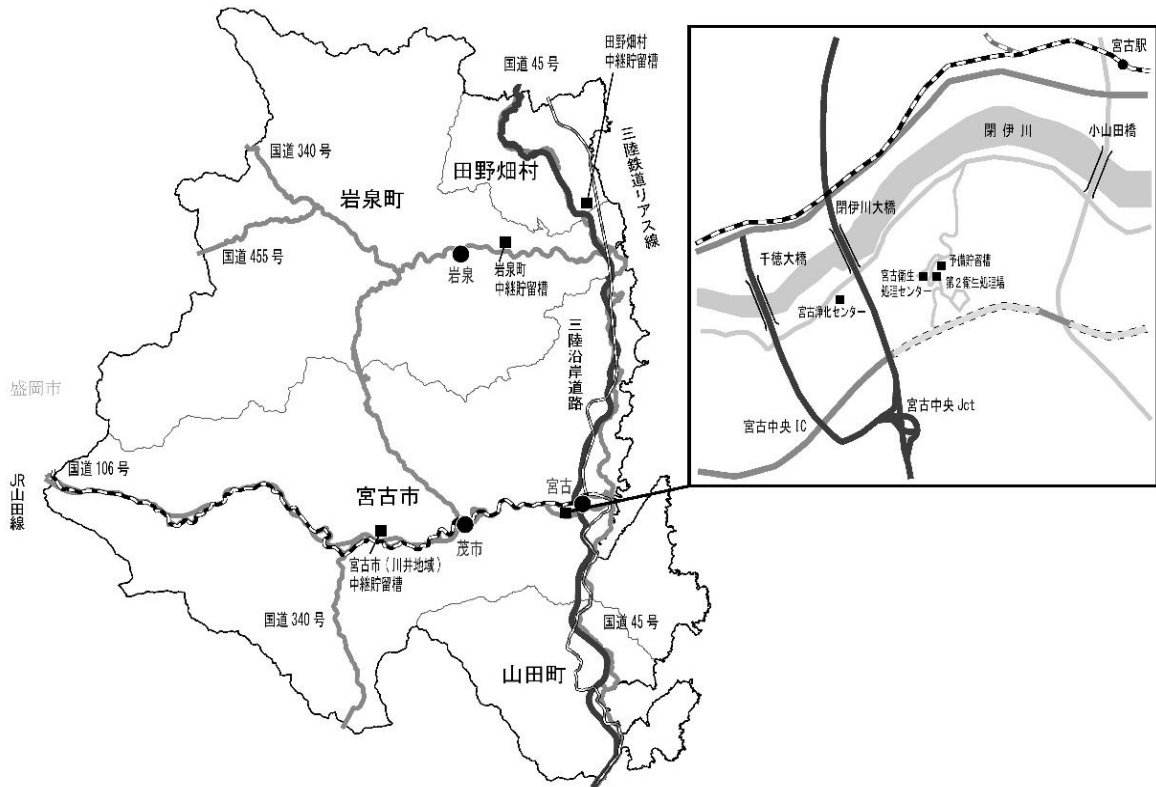 国道 45 号
田野畑村
中継貯留槽
三陸鉄道リアス線
国道 340 号
田野畑村
岩泉町
国道 455 号
岩泉
岩泉町
中継貯留槽
三陸沿岸道路
盛岡市
国道 106 号
JR山田線
宮古市
宮古
茂市
宮古市（川井地域）
中継貯留槽
国道 340 号
国道 45 号
山田町
宮古駅
閉 伊 川
小山田橋
閉伊川大橋
千徳大橋
予備貯留槽
宮古衛生
処理センター
第２衛生処理場
宮古浄化センター
宮古中央 IC
宮古中央 Jct